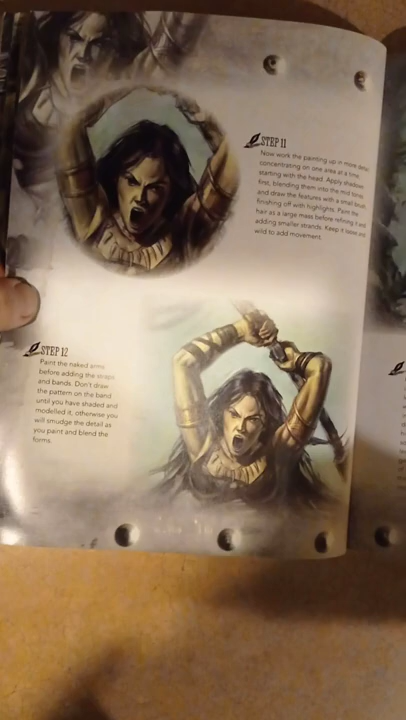 STEP 11
Now work the painting up in more detail,
concentrating on one area at a time,
starting with the head. Apply shadows
first, blending them into the mid tones
and draw the features with a small brush,
finishing off with highlights. Paint the
hair as a large mass before refining it and
adding smaller strands. Keep it loose and
wild to add movement.
STEP 12
Paint the naked arms
before adding the straps
and bands. Don't draw
the pattern on the band
until you have shaded and
modelled it, otherwise you
will smudge the detail as
you paint and blend the
forms.